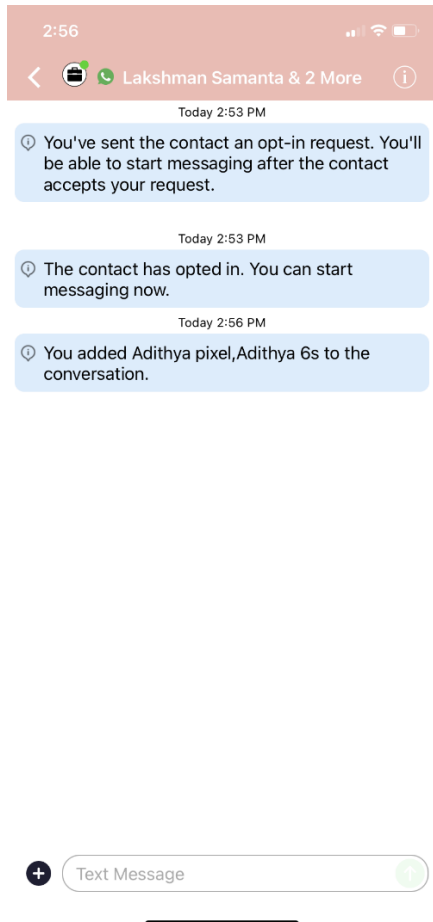 2:56
Lakshman Samanta & 2 More
Today 2:53 PM
You've sent the contact an opt-in request. You'll
be able to start messaging after the contact
accepts your request.
Today 2:53 PM
The contact has opted in. You can start
messaging now.
Today 2:56 PM
You added Adithya pixel,Adithya 6s to the
conversation.
Text Message